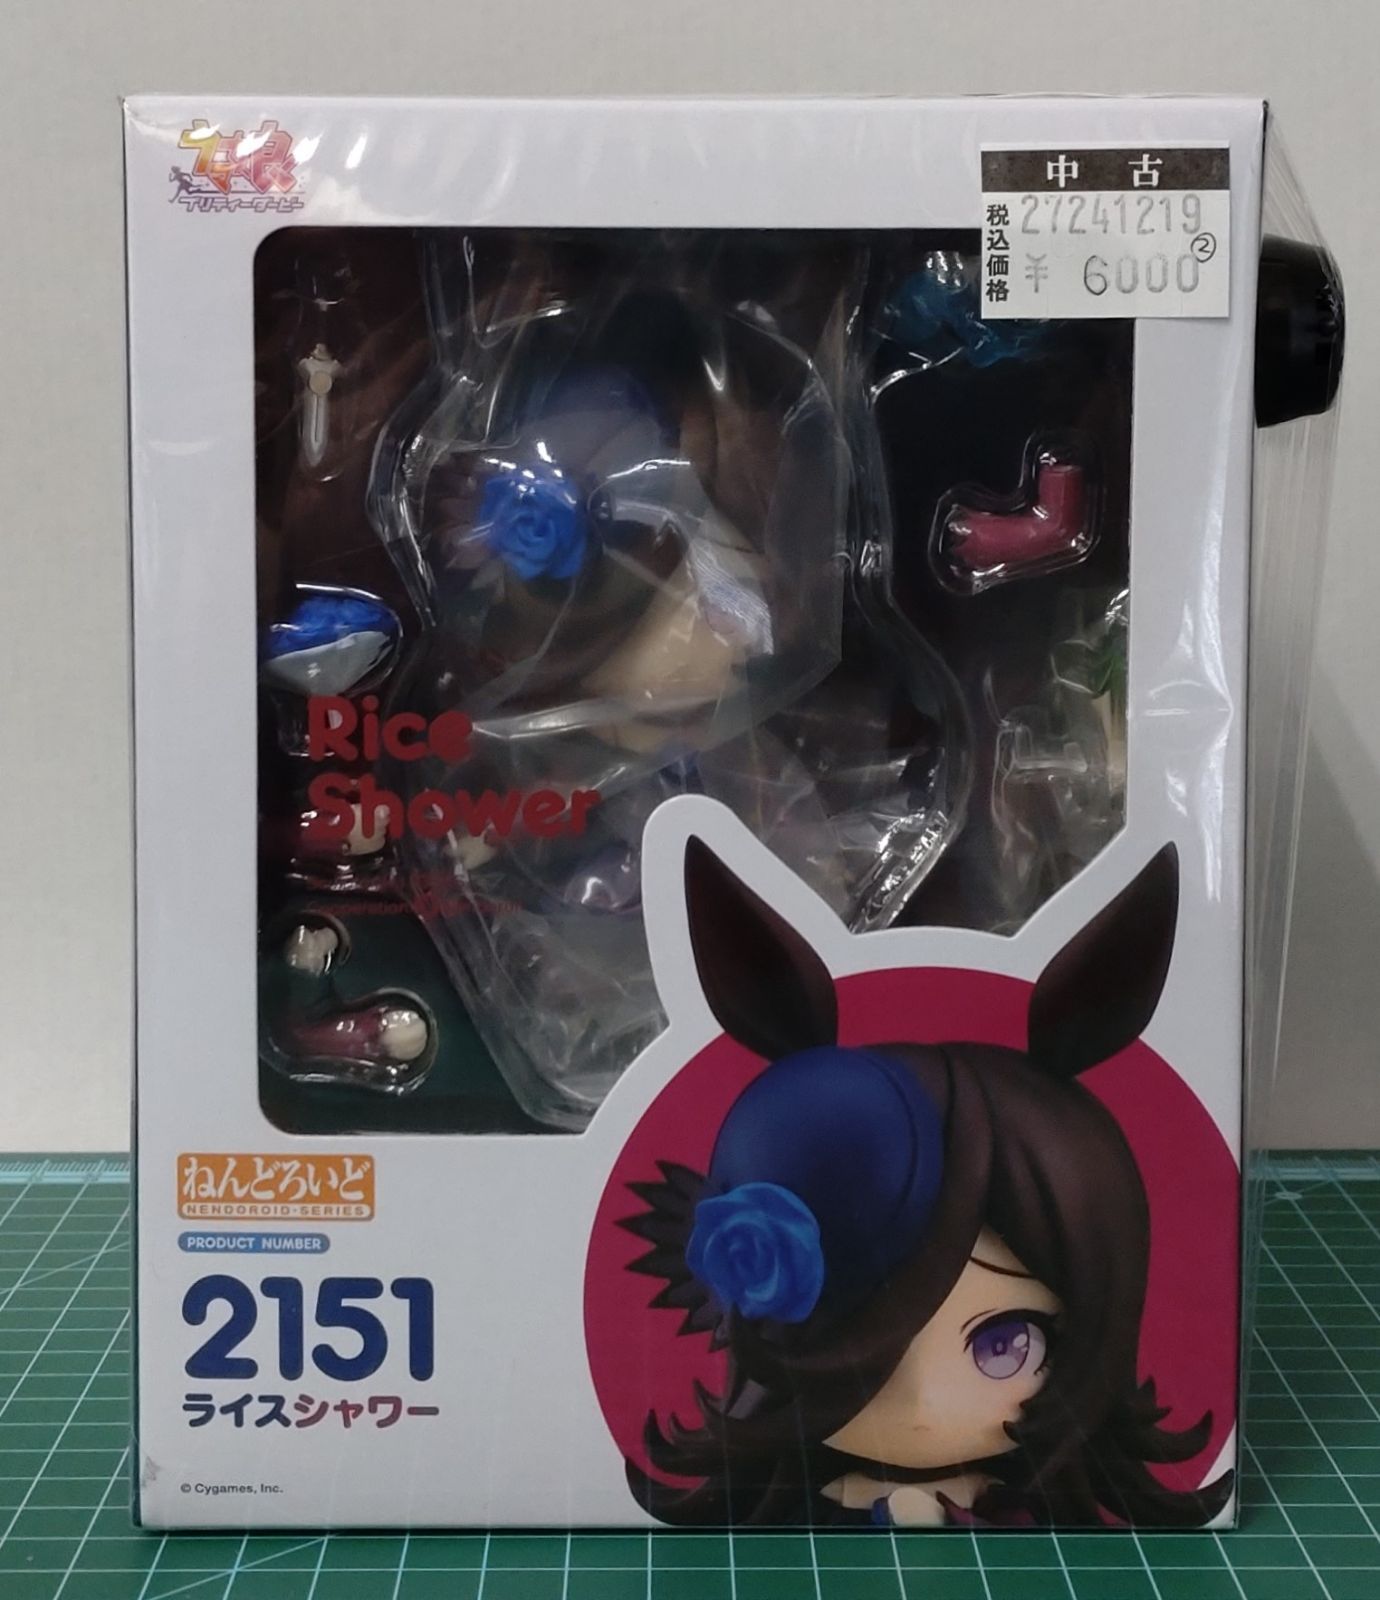 ウマ娘
プリティーダービー
中古
税込価格
27241219
②
¥ 6000
Rice
Shower
ねんどろいど
NENDOROID・SERIES
PRODUCT NUMBER
2151
ライスシャワー
© Cygames, Inc.